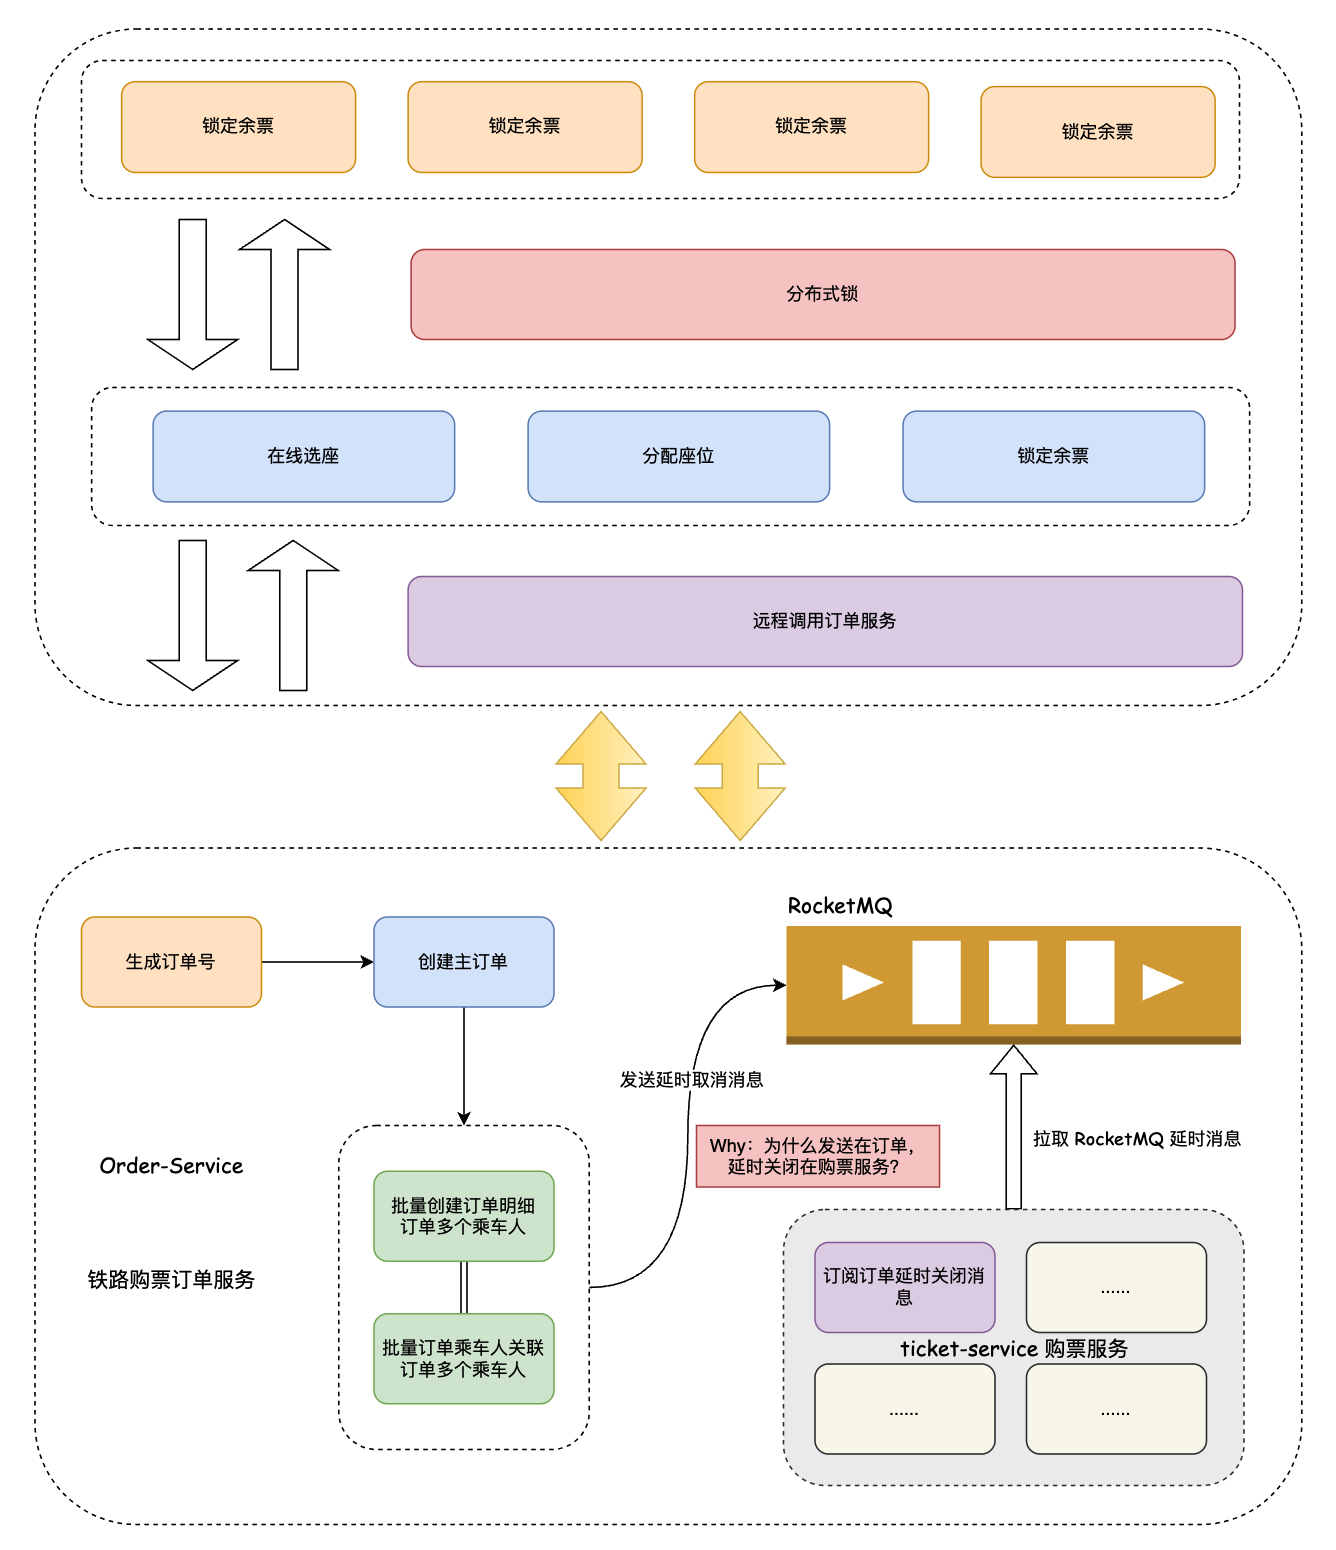 锁定余票
锁定余票
锁定余票
锁定余票
分布式锁
在线选座
分配座位
锁定余票
远程调用订单服务
RocketMQ
生成订单号
创建主订单
发送延时取消消息
Why：为什么发送在订单，
延时关闭在购票服务？
拉取 RocketMQ 延时消息
Order-Service
铁路购票订单服务
批量创建订单明细
订单多个乘车人
批量订单乘车人关联
订单多个乘车人
订阅订单延时关闭消
息
......
ticket-service 购票服务
......
......